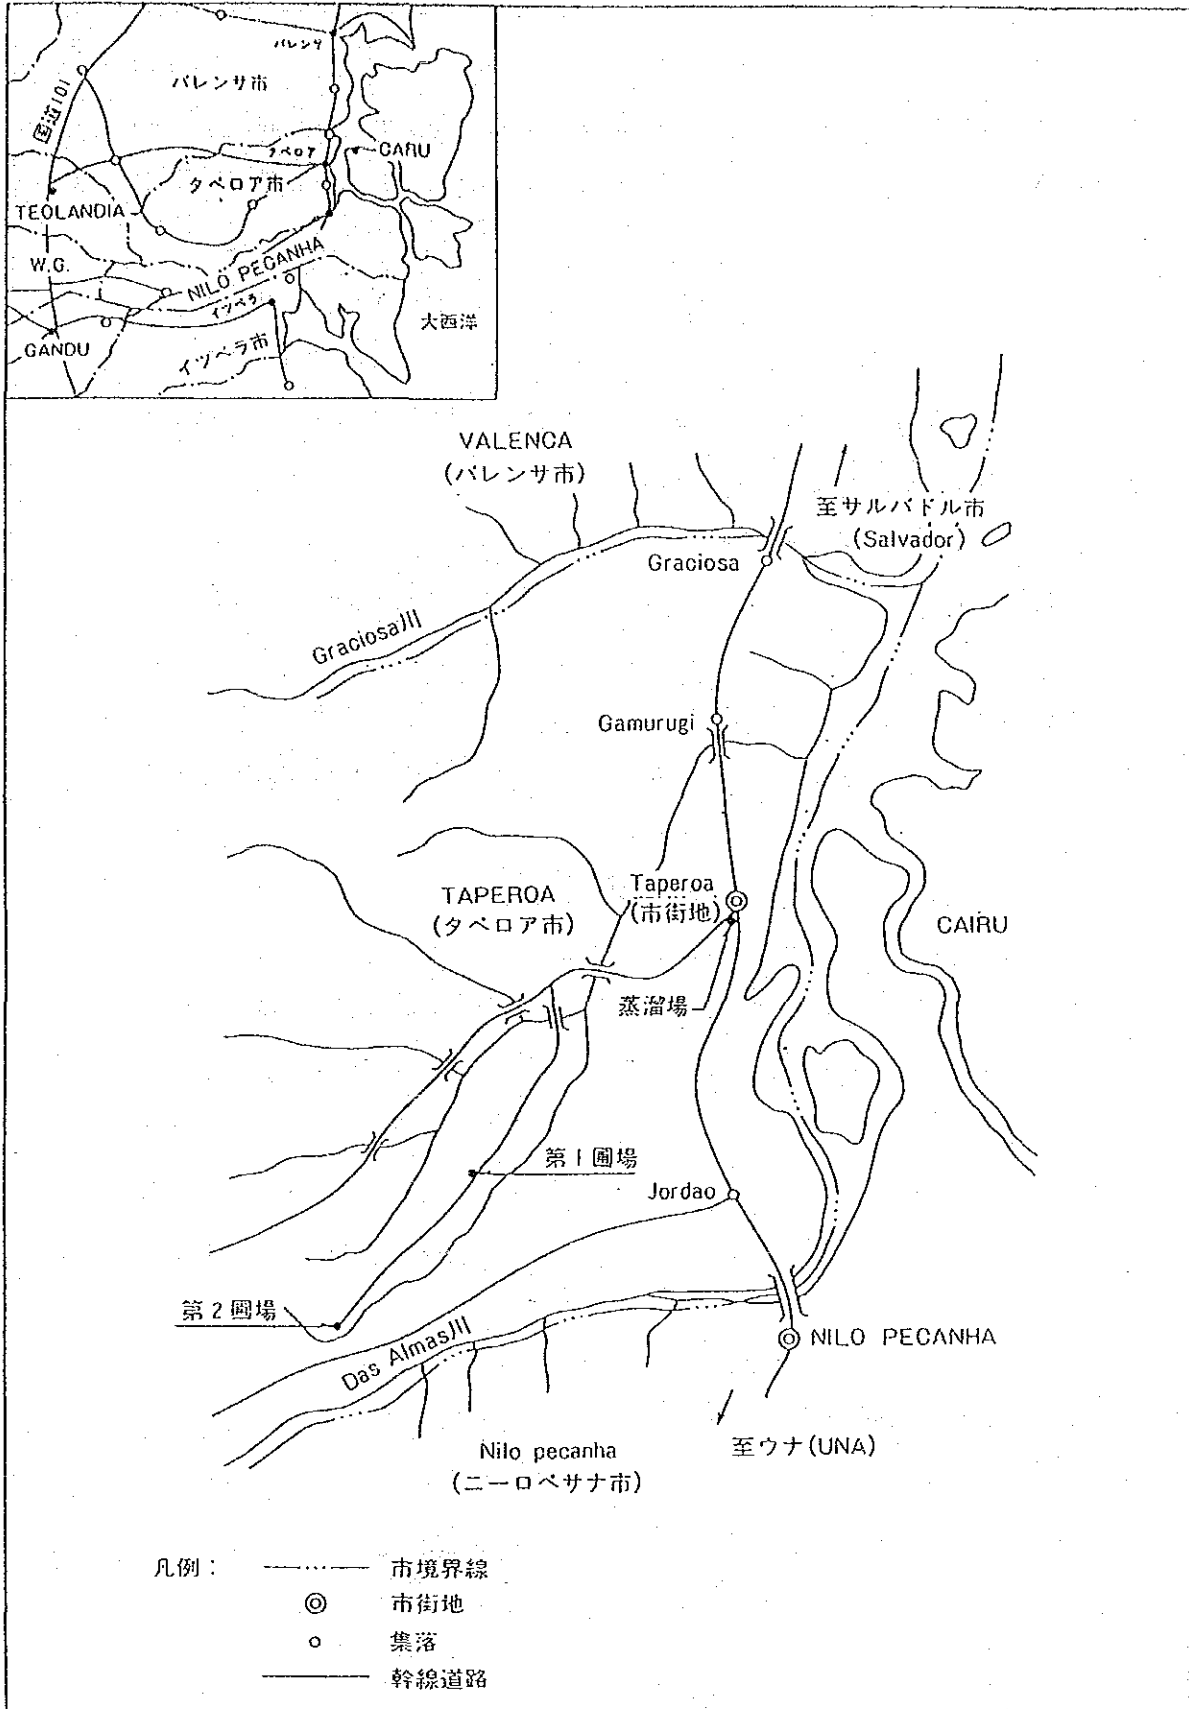 バレンサ
バレンサ市
国道101
タペロア
CARU
タペロア市
TEOLANDIA
W.G.
NILO PECANHA
イツベラ
大西洋
GANDU
イツベラ市
VALENCA
(バレンサ市)
至サルバドル市
(Salvador)
Graciosa
Graciosa川
Gamurugi
TAPEROA
(タペロア市)
Taperoa
(市街地)
CAIRU
蒸溜場
第1圃場
Jordao
第2圃場
Das Almas川
NILO PECANHA
至ウナ(UNA)
Nilo pecanha
(ニーロペサナ市)
凡例:
市境界線
市街地
集落
幹線道路